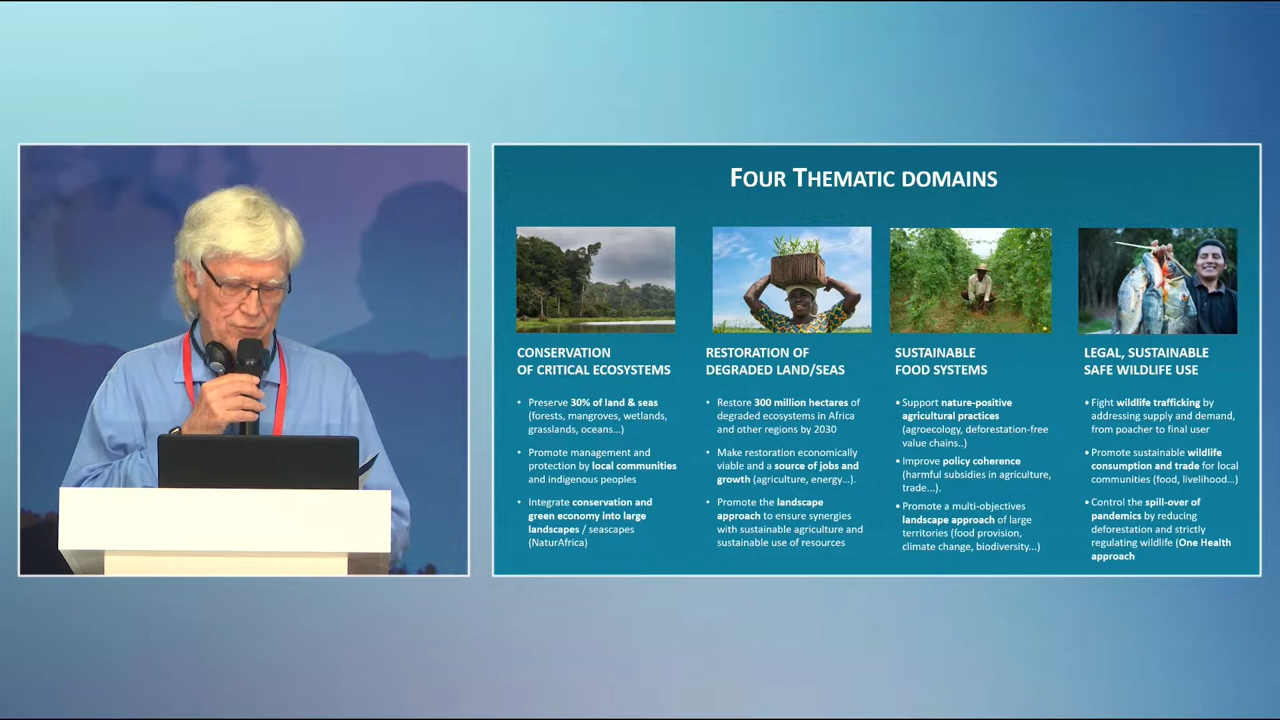 FOUR THEMATIC DOMAINS
CONSERVATION
OF CRITICAL ECOSYSTEMS
• Preserve 30% of land & seas
(forests, mangroves, wetlands,
grasslands, oceans...)
• Promote management and
protection by local communities
and indigenous peoples
• Integrate conservation and
green economy into large
landscapes / seascapes
(NaturAfrica)
RESTORATION OF
DEGRADED LAND/SEAS
• Restore 300 million hectares of
degraded ecosystems in Africa
and other regions by 2030
• Make restoration economically
viable and a source of jobs and
growth (agriculture, energy...).
• Promote the landscape
approach to ensure synergies
with sustainable agriculture and
sustainable use of resources
SUSTAINABLE
FOOD SYSTEMS
• Support nature-positive
agricultural practices
(agroecology, deforestation-free
value chains..)
• Improve policy coherence
(harmful subsidies in agriculture,
trade...).
• Promote a multi-objectives
landscape approach of large
territories (food provision,
climate change, biodiversity...)
LEGAL, SUSTAINABLE
SAFE WILDLIFE USE
• Fight wildlife trafficking by
addressing supply and demand,
from poacher to final user
• Promote sustainable wildlife
consumption and trade for local
communities (food, livelihood...)
• Control the spill-over of
pandemics by reducing
deforestation and strictly
regulating wildlife (One Health
approach